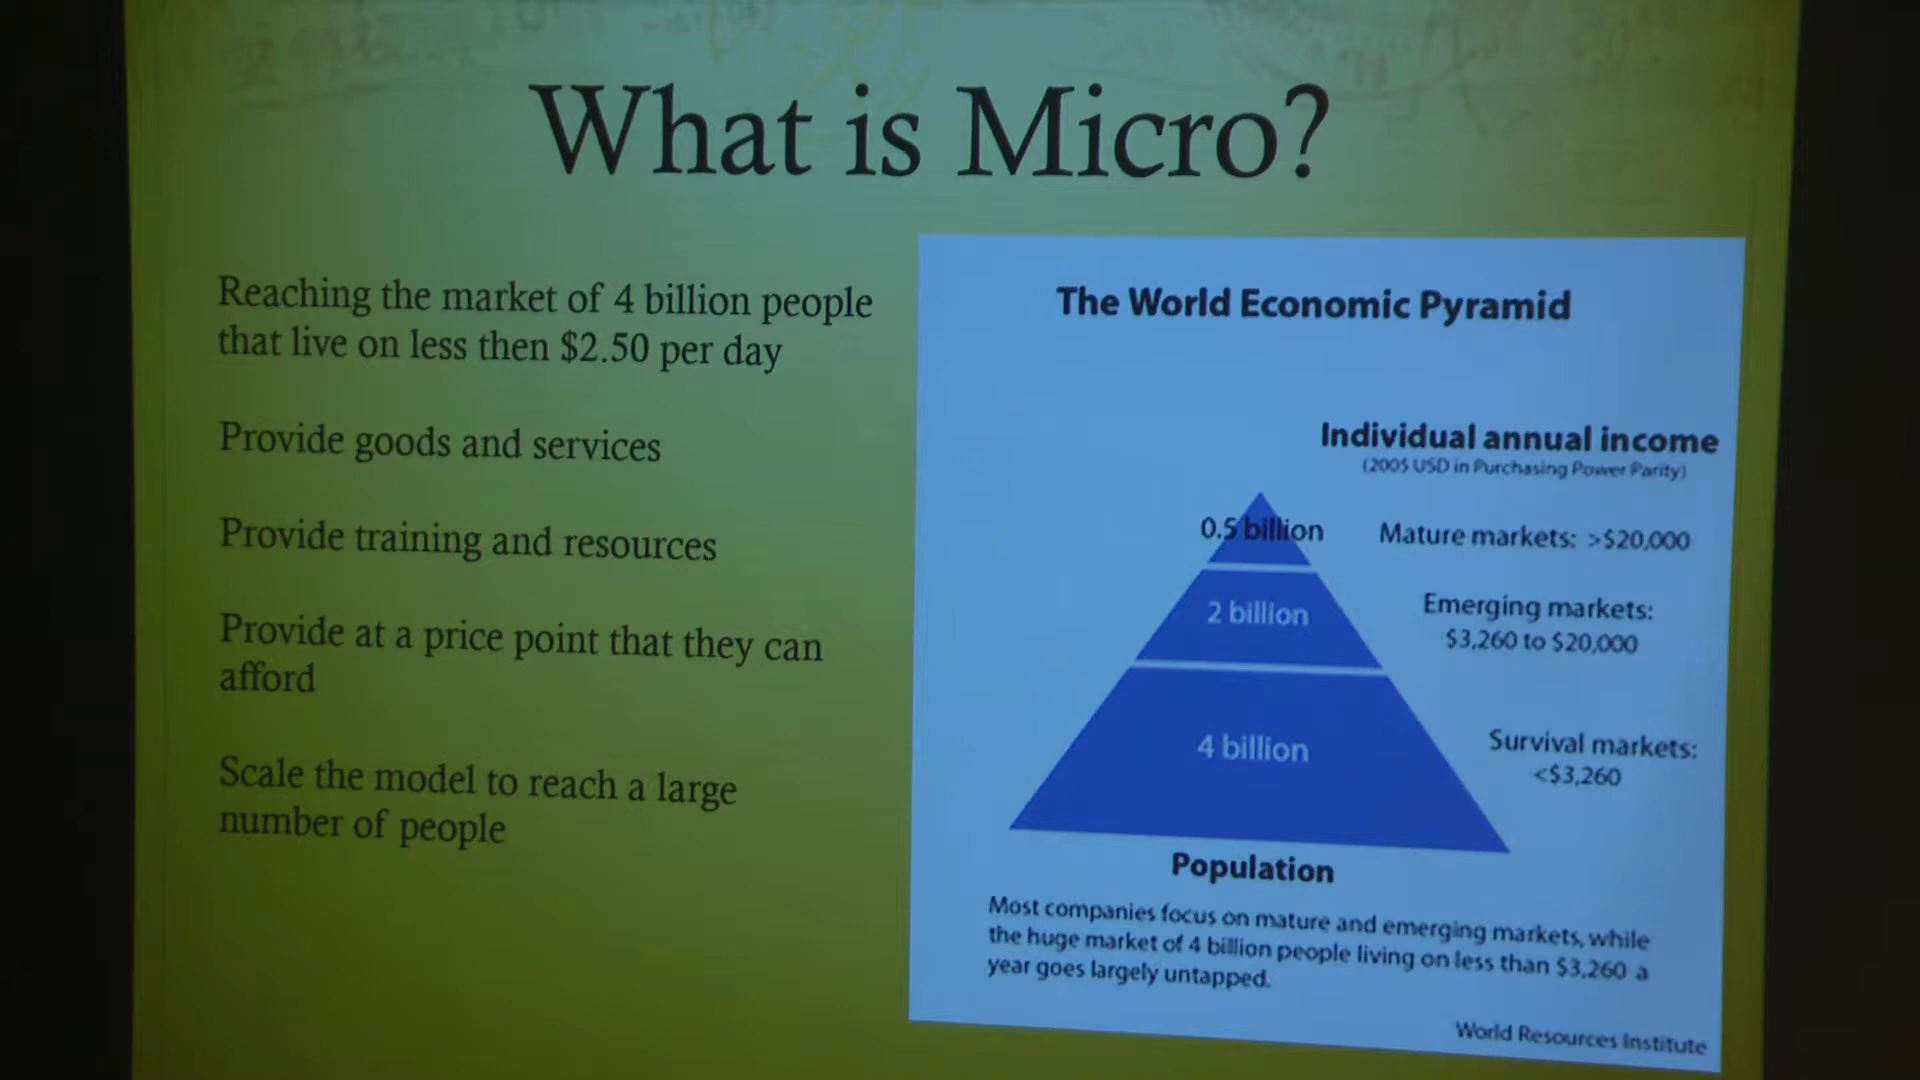 What is Micro?
Reaching the market of 4 billion people
that live on less then $2.50 per day
Provide goods and services
Provide training and resources
Provide at a price point that they can
afford
Scale the model to reach a large
number of people
The World Economic Pyramid
Individual annual income
(2005 USD in Purchasing Power Parity)
0.5 billion
Mature markets: >$20,000
2 billion
Emerging markets:
$3,260 to $20,000
4 billion
Survival markets:
<$3,260
Population
Most companies focus on mature and emerging markets, while
the huge market of 4 billion people living on less than $3,260 a
year goes largely untapped.
World Resources Institute